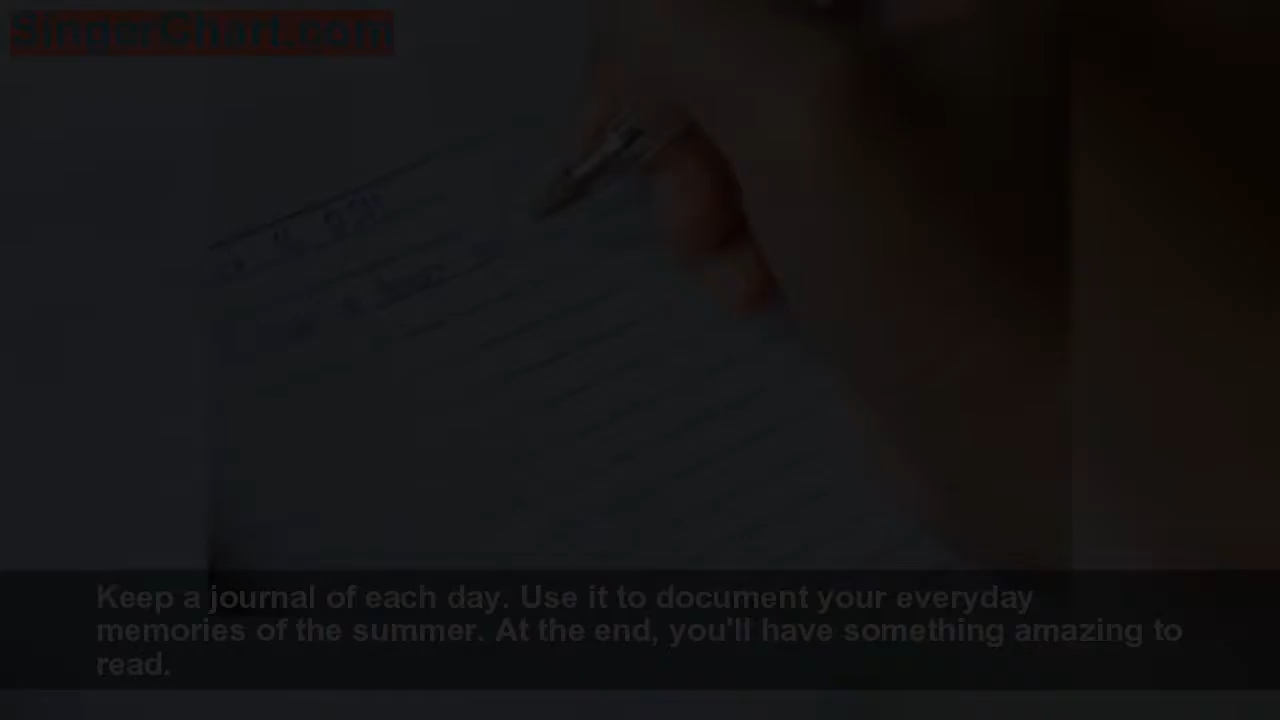 SingerChart.com
Keep a journal of each day. Use it to document your everyday
memories of the summer. At the end, you'll have something amazing to
read.